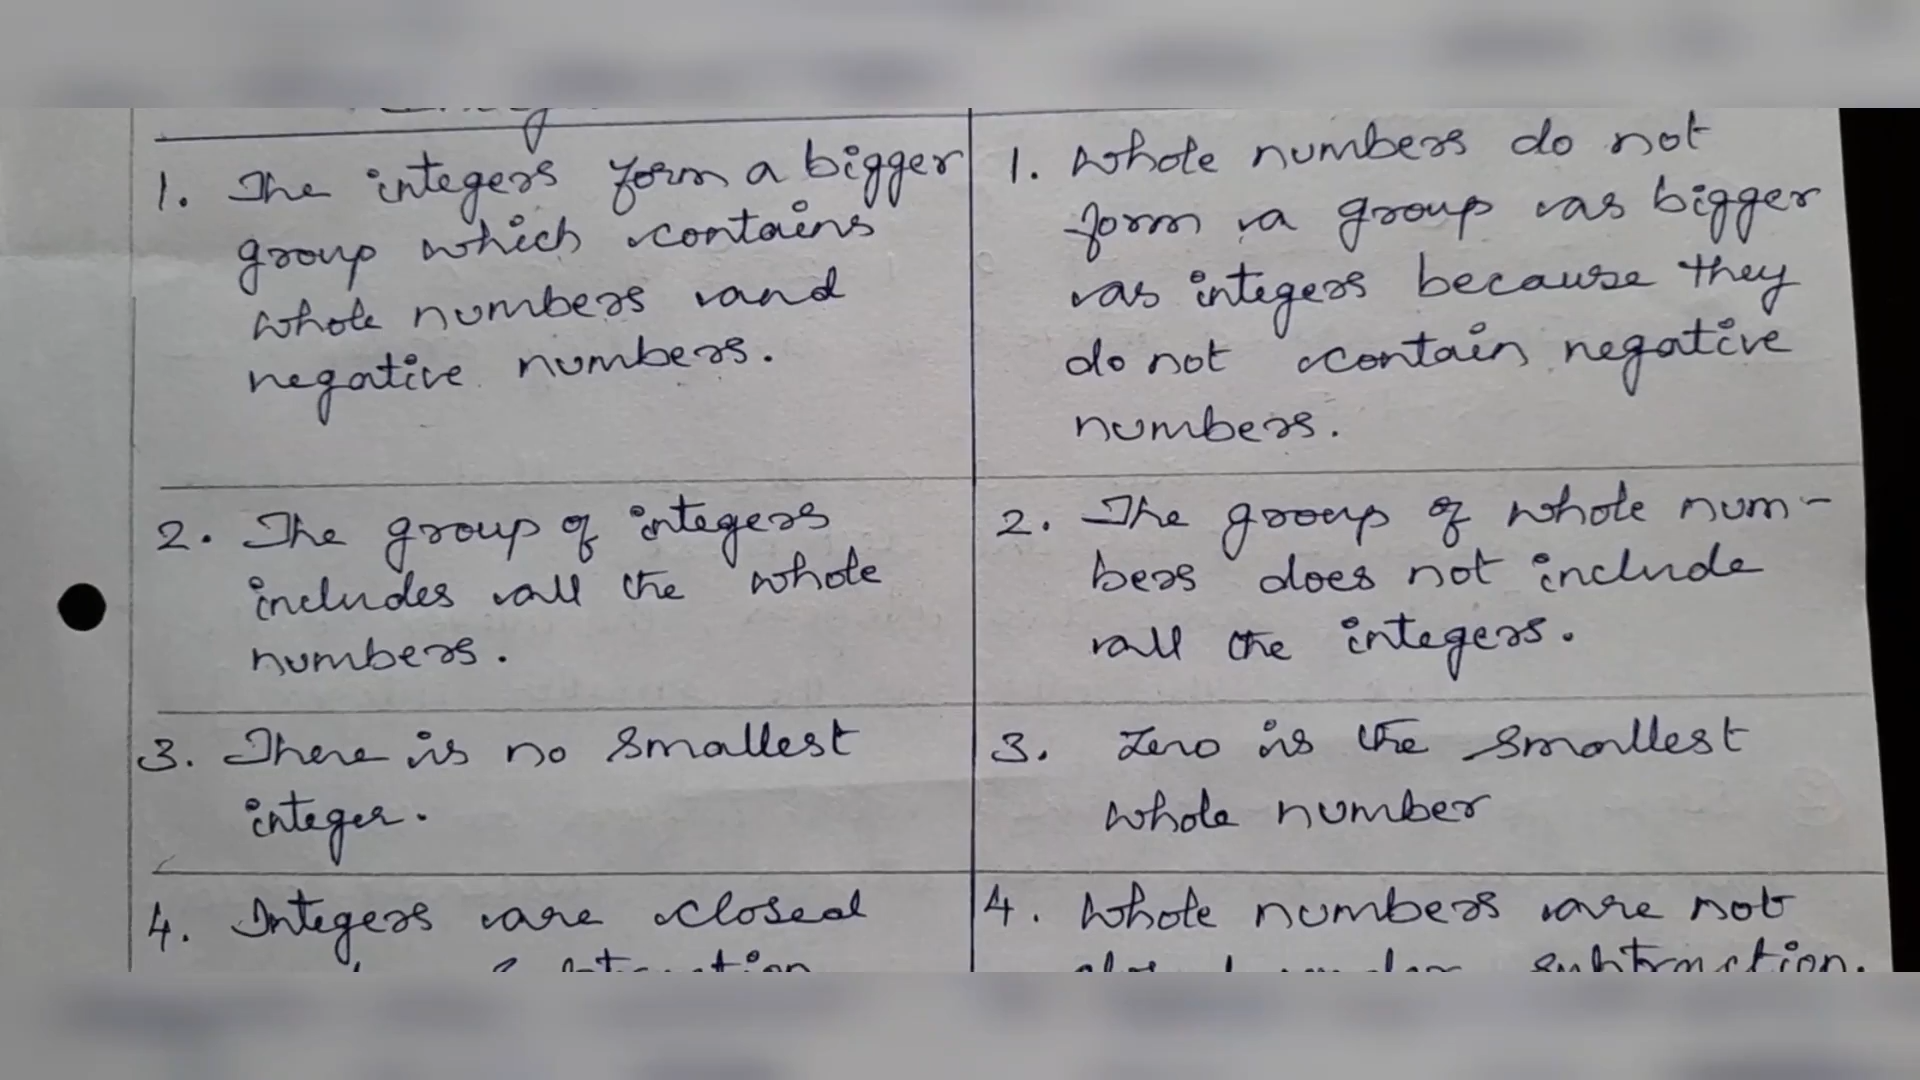 1. The integers form a bigger
group which contains
whole numbers and
negative numbers.
1. Whole numbers do not
form a group as bigger
as integers because they
do not contain negative
numbers.
2. The group of integers
includes all the whole
numbers.
2. The group of whole num-
bers does not include
all the integers.
3. There is no smallest
integer.
3. Zero is the smallest
whole number
4. Integers are closed
4. Whole numbers are not
closed under subtraction.